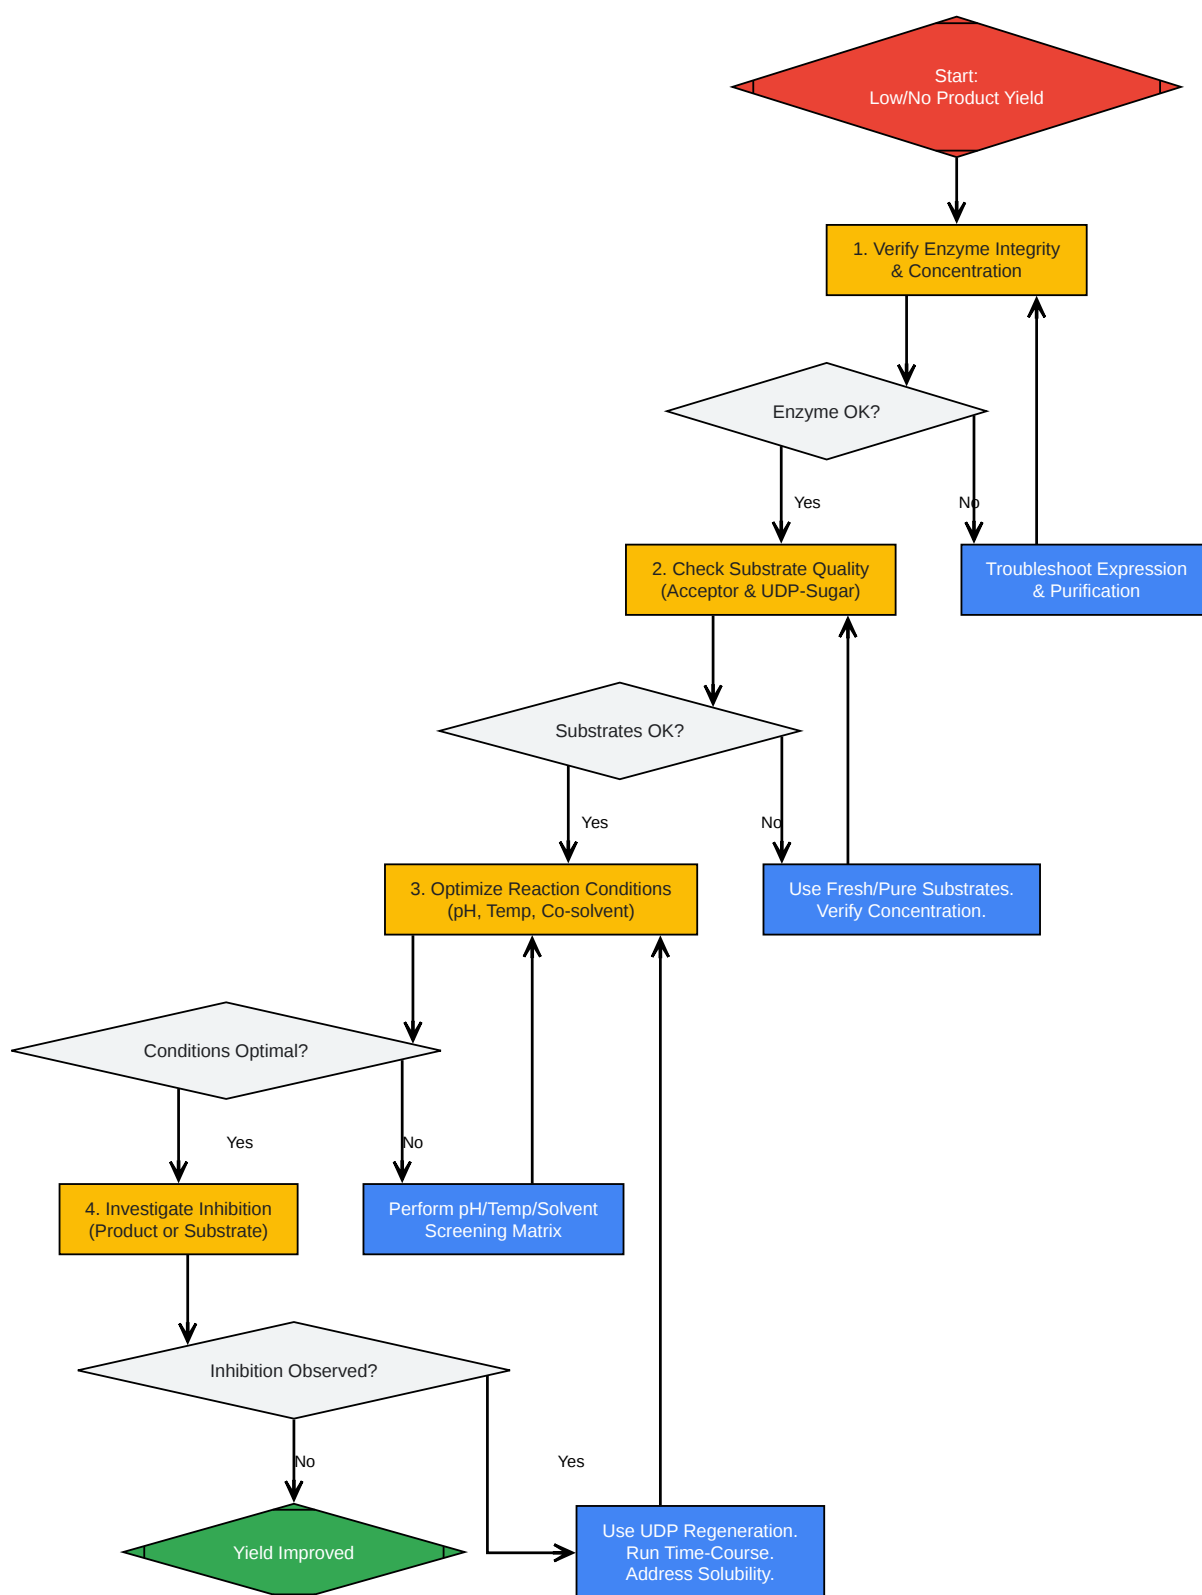 Start:
Low/No Product Yield
1. Verify Enzyme Integrity
& Concentration
Enzyme OK?
Yes
No
2. Check Substrate Quality
(Acceptor & UDP-Sugar)
Troubleshoot Expression
& Purification
Substrates OK?
Yes
No
3. Optimize Reaction Conditions
(pH, Temp, Co-solvent)
Use Fresh/Pure Substrates.
Verify Concentration.
Conditions Optimal?
Yes
No
4. Investigate Inhibition
(Product or Substrate)
Perform pH/Temp/Solvent
Screening Matrix
Inhibition Observed?
No
Yes
Yield Improved
Use UDP Regeneration.
Run Time-Course.
Address Solubility.